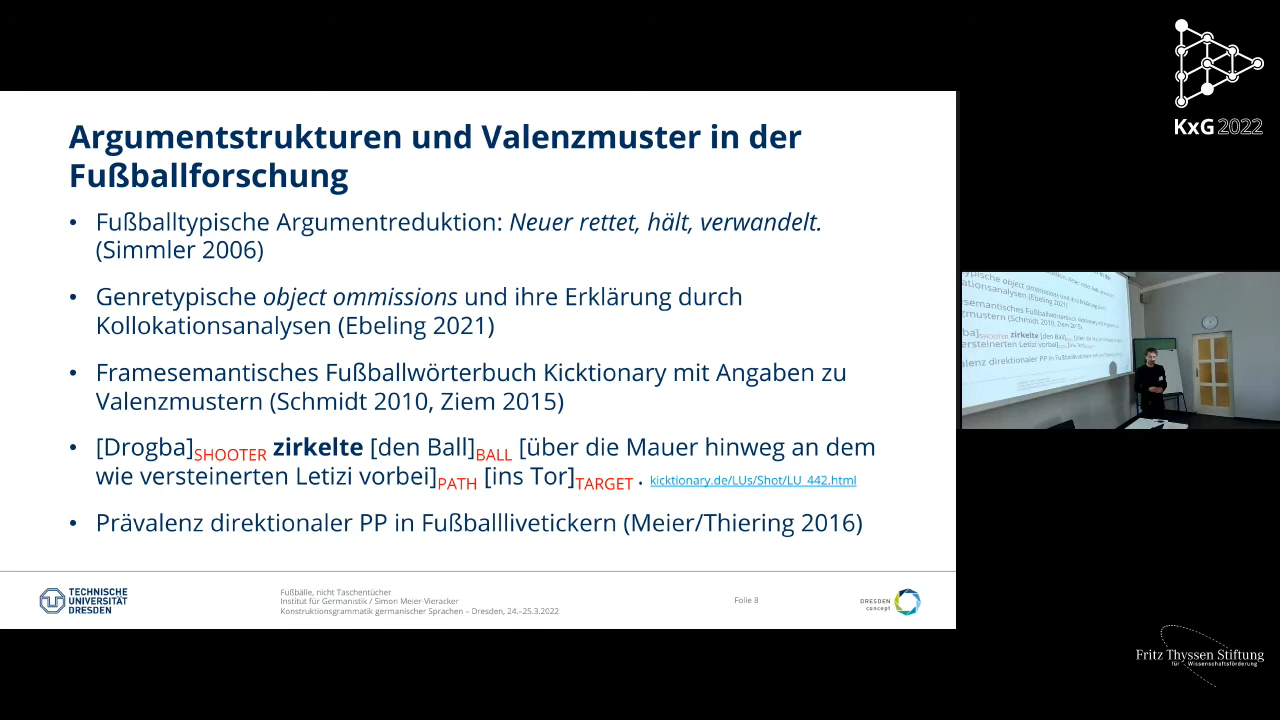 KxG 2022
Argumentstrukturen und Valenzmuster in der
Fußballforschung
• Fußballtypische Argumentreduktion: Neuer rettet, hält, verwandelt.
(Simmler 2006)
• Genretypische object ommissions und ihre Erklärung durch
Kollokationsanalysen (Ebeling 2021)
• Framesemantisches Fußballwörterbuch Kicktionary mit Angaben zu
Valenzmustern (Schmidt 2010, Ziem 2015)
• [Drogba]SHOOTER zirkelte [den Ball]BALL [über die Mauer hinweg an dem
wie versteinerten Letizi vorbei]PATH [ins Tor]TARGET . kicktionary.de/LUs/Shot/LU_442.html
• Prävalenz direktionaler PP in Fußballlivetickern (Meier/Thiering 2016)
TECHNISCHE
UNIVERSITÄT
DRESDEN
Fußbälle, nicht Taschentücher
Institut für Germanistik / Simon Meier-Vieracker
Konstruktionsgrammatik germanischer Sprachen – Dresden, 24.–25.3.2022
Folie 8
DRESDEN
concept
Fritz Thyssen Stiftung
für Wissenschaftsförderung